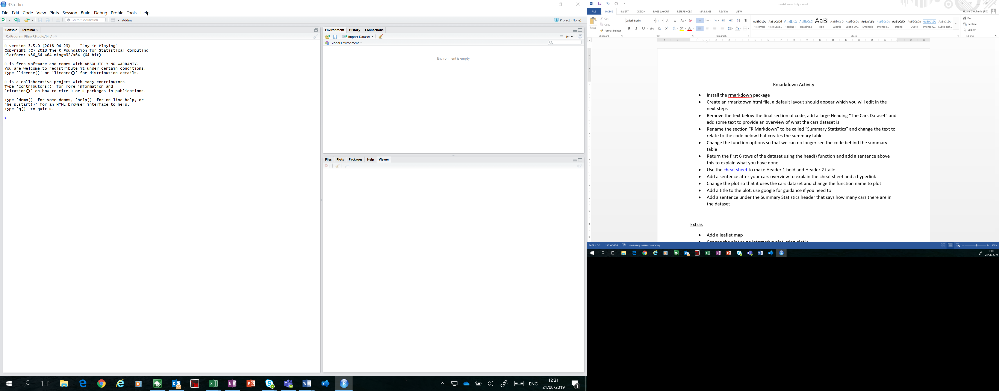 RStudio
File Edit Code View Plots Session Build Debug Profile Tools Help
Go to file/function Addins Project: (None)
Console Terminal
C:/Program Files/RStudio/bin/
R version 3.5.0 (2018-04-23) -- "Joy in Playing"
Copyright (C) 2018 The R Foundation for Statistical Computing
Platform: x86_64-w64-mingw32/x64 (64-bit)
R is free software and comes with ABSOLUTELY NO WARRANTY.
You are welcome to redistribute it under certain conditions.
Type 'license()' or 'licence()' for distribution details.
R is a collaborative project with many contributors.
Type 'contributors()' for more information and
'citation()' on how to cite R or R packages in publications.
Type 'demo()' for some demos, 'help()' for on-line help, or
'help.start()' for an HTML browser interface to help.
Type 'q()' to quit R.
>
Environment History Connections
Import Dataset List
Global Environment
Environment is empty
Files Plots Packages Help Viewer
ENG
12:31
21/08/2019
1
rmarkdown activity - Word
FILE HOME INSERT DESIGN PAGE LAYOUT REFERENCES MAILINGS REVIEW VIEW
Hoare, Stephanie (RIS)
Paste
Cut
Copy
Format Painter
Calibri (Body) 11
AaBbCcDd AaBbCcDd AaBbCc AaBbCcD AaBl AaBbCcD AaBbCcDd AaBbCcDd AaBbCcDd AaBbCcDc AaBbCcDd AaBbCcDd AaBbCcDd
¶ Normal ¶ No Spac... Heading 1 Heading 2 Title Subtitle Subtle Em... Emphasis Intense E... Strong Quote Intense Q... Subtle Ref...
Find
Replace
Select
Clipboard Font Paragraph Styles Editing
Rmarkdown Activity
• Install the rmarkdown package
• Create an rmarkdown html file, a default layout should appear which you will edit in the
next steps
• Remove the text below the final section of code, add a large Heading “The Cars Dataset” and
add some text to provide an overview of what the cars dataset is
• Rename the section “R Markdown” to be called “Summary Statistics” and change the text to
relate to the code below that creates the summary table
• Change the function options so that we can no longer see the code behind the summary
table
• Return the first 6 rows of the dataset using the head() function and add a sentence above
this to explain what you have done
• Use the cheat sheet to make Header 1 bold and Header 2 italic
• Add a sentence after your cars overview to explain the cheat sheet and a hyperlink
• Change the plot so that it uses the cars dataset and change the function name to plot
• Add a title to the plot, use google for guidance if you need to
• Add a sentence under the Summary Statistics header that says how many cars there are in
the dataset
Extras
• Add a leaflet map
• Change the plot to an interactive plot using plotly
PAGE 1 OF 1 236 WORDS ENGLISH (UNITED KINGDOM) 160%
12:31
21/08/2019